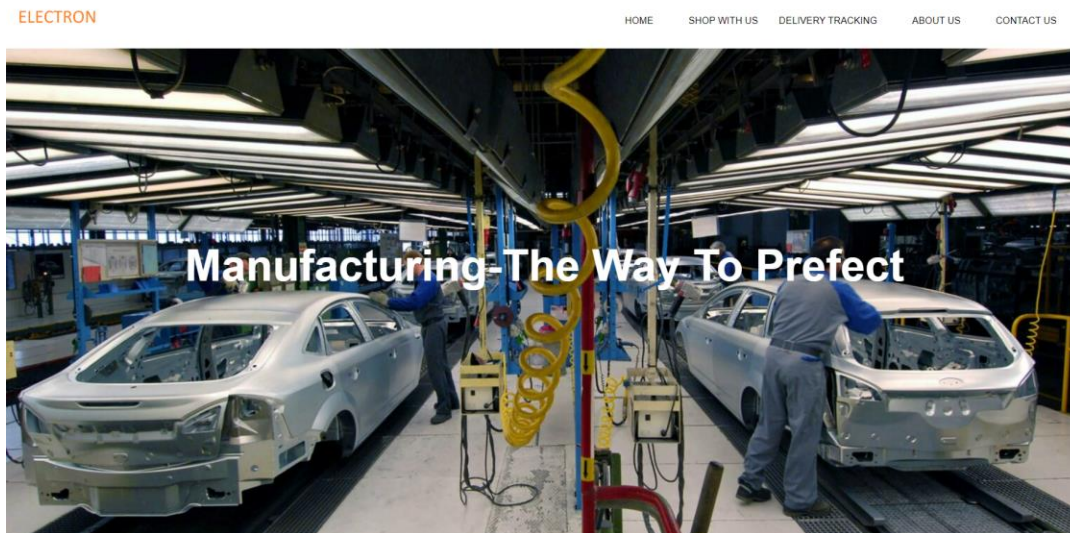 ELECTRON
HOME SHOP WITH US DELIVERY TRACKING ABOUT US CONTACT US
Manufacturing-The Way To Prefect